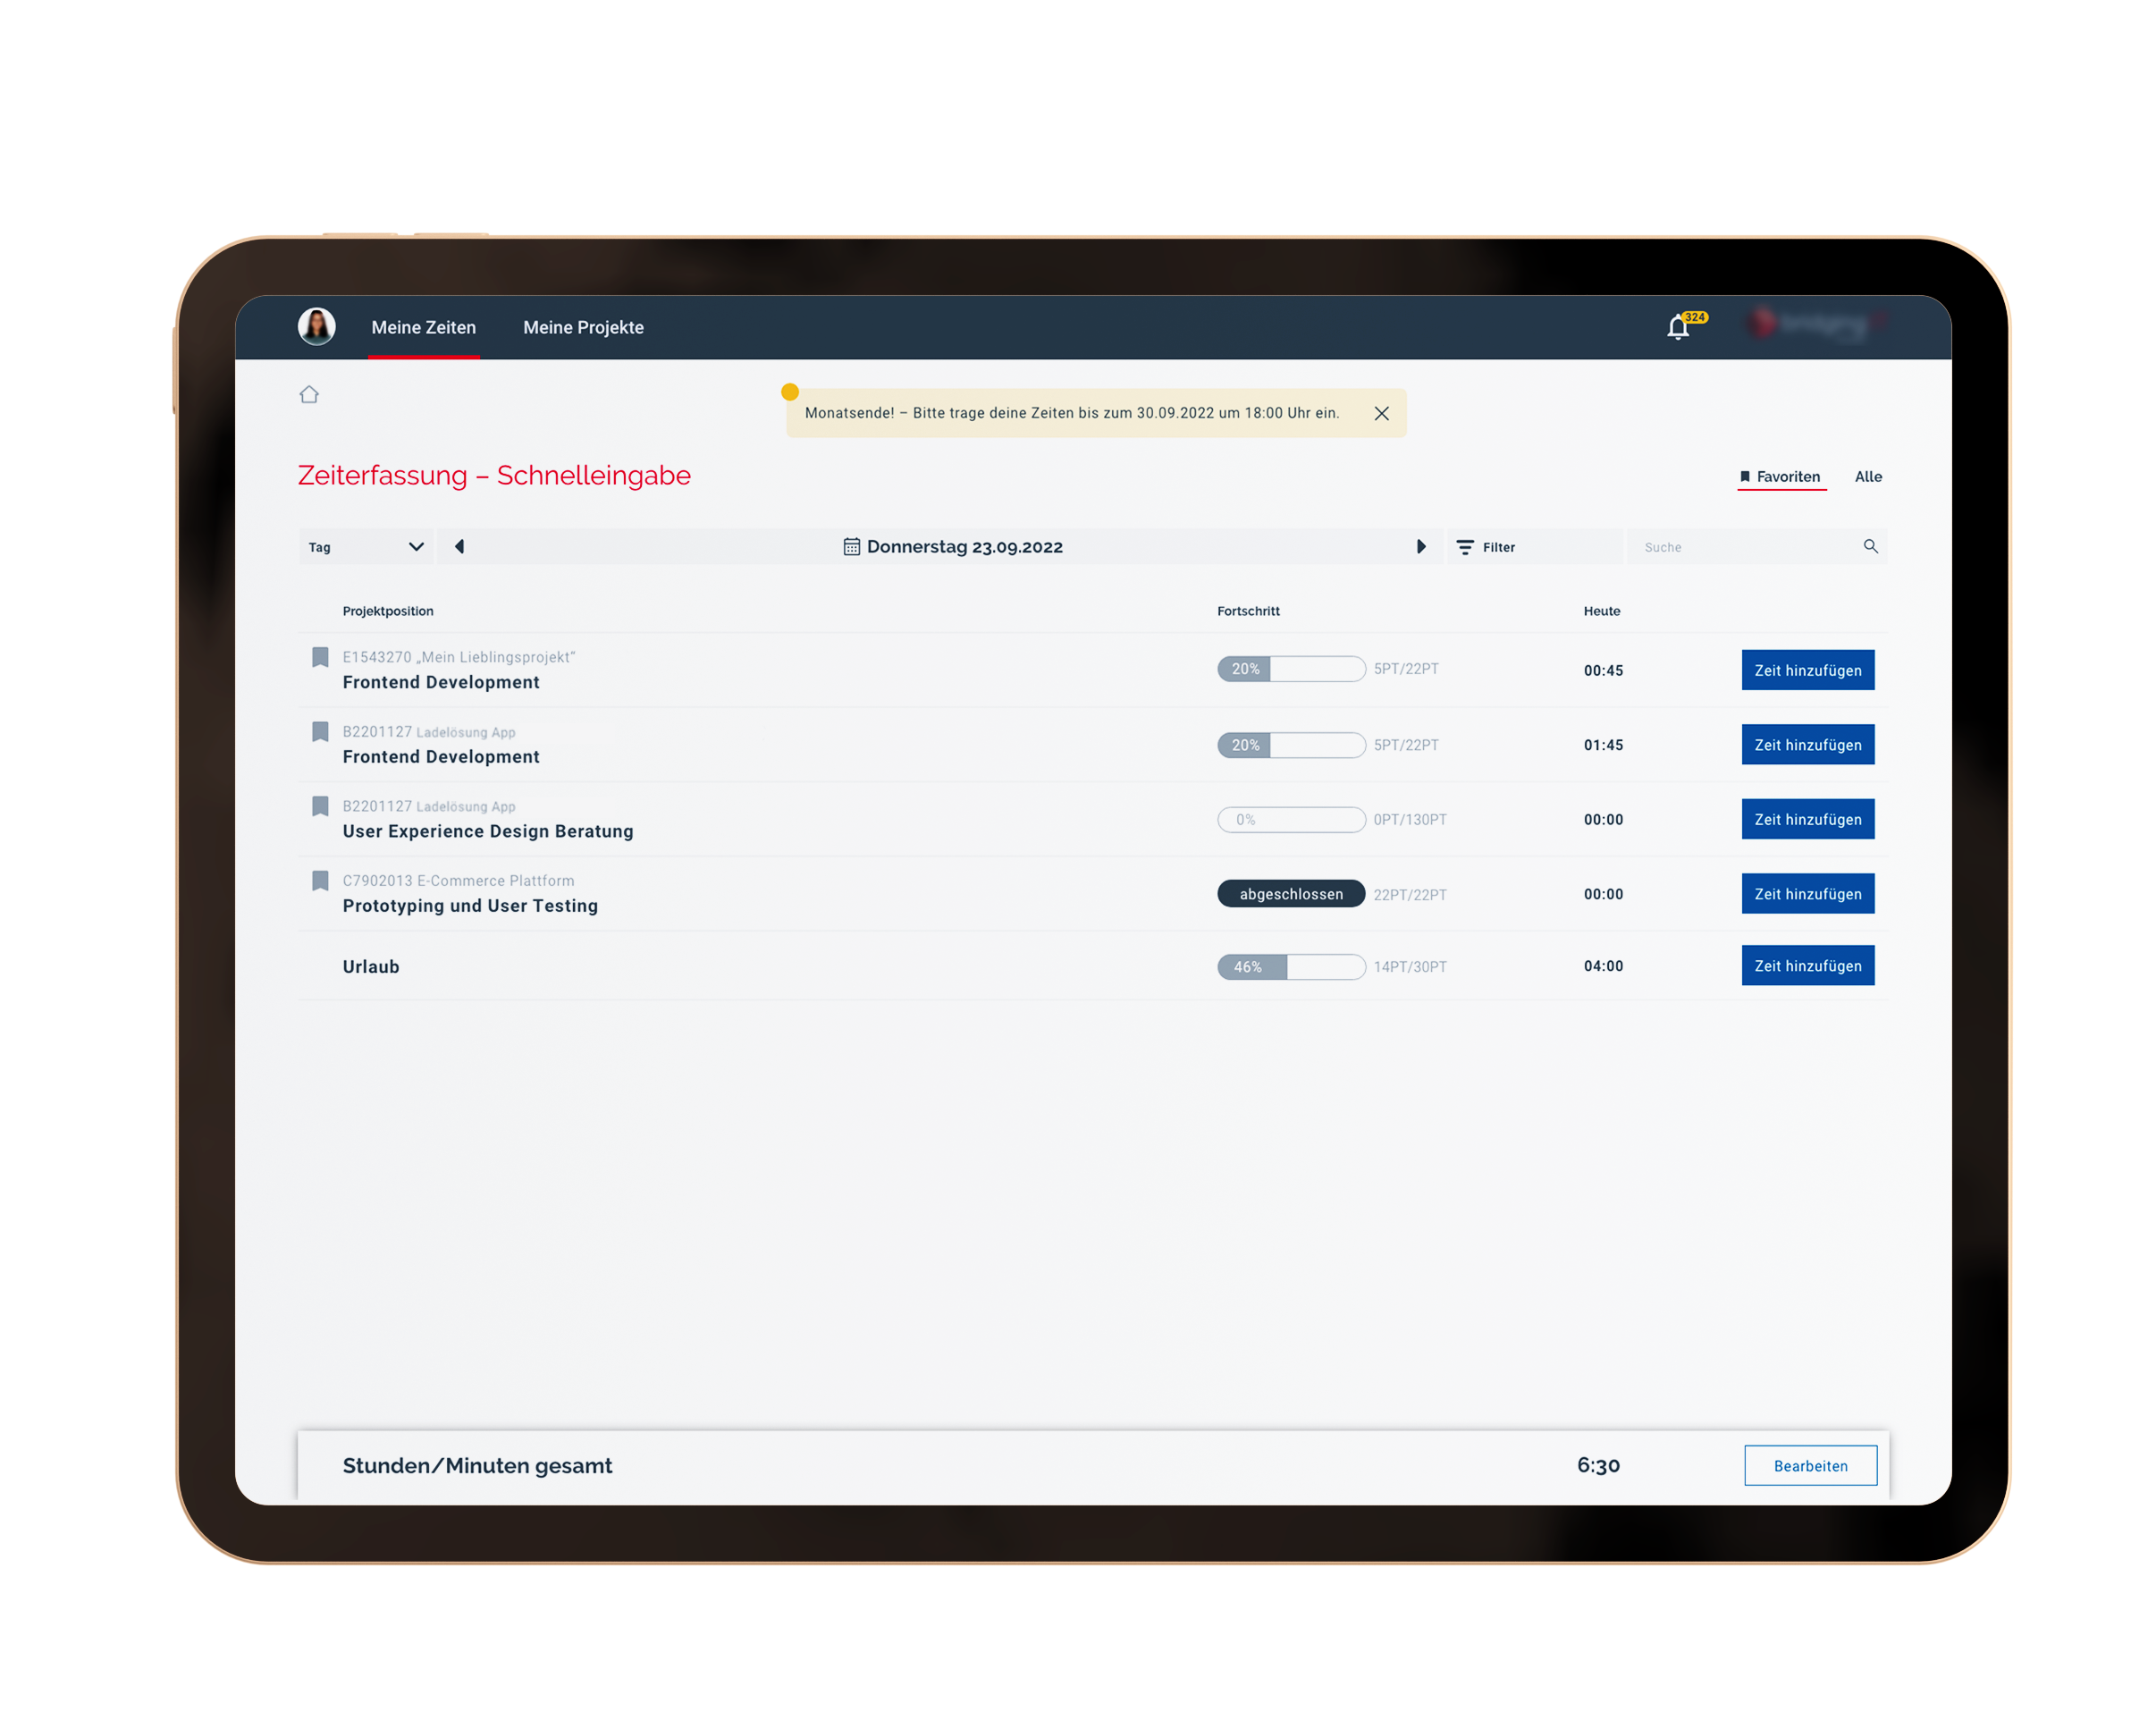 Meine Zeiten Meine Projekte 324
Monatsende! – Bitte trage deine Zeiten bis zum 30.09.2022 um 18:00 Uhr ein.
Zeiterfassung – Schnelleingabe Favoriten Alle
Tag Donnerstag 23.09.2022 Filter Suche
Projektposition Fortschritt Heute
E1543270 „Mein Lieblingsprojekt“
Frontend Development 20% 5PT/22PT 00:45 Zeit hinzufügen
B2201127 Ladelösung App
Frontend Development 20% 5PT/22PT 01:45 Zeit hinzufügen
B2201127 Ladelösung App
User Experience Design Beratung 0% 0PT/130PT 00:00 Zeit hinzufügen
C7902013 E-Commerce Plattform
Prototyping und User Testing abgeschlossen 22PT/22PT 00:00 Zeit hinzufügen
Urlaub 46% 14PT/30PT 04:00 Zeit hinzufügen
Stunden/Minuten gesamt 6:30 Bearbeiten